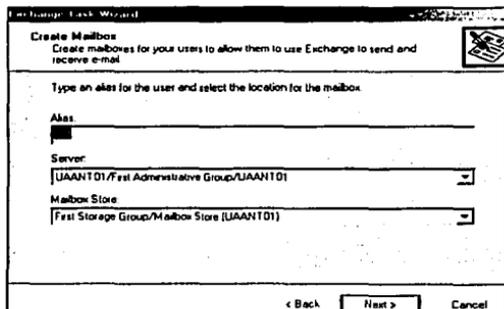 Exchange Task Wizard
Create Mailbox
Create mailboxes for your users to allow them to use Exchange to send and
receive e-mail
Type an alias for the user and select the location for the mailbox
Alias:
Server:
UAANT01/First Administrative Group/UAANT01
Mailbox Store:
First Storage Group/Mailbox Store (UAANT01)
< Back
Next >
Cancel